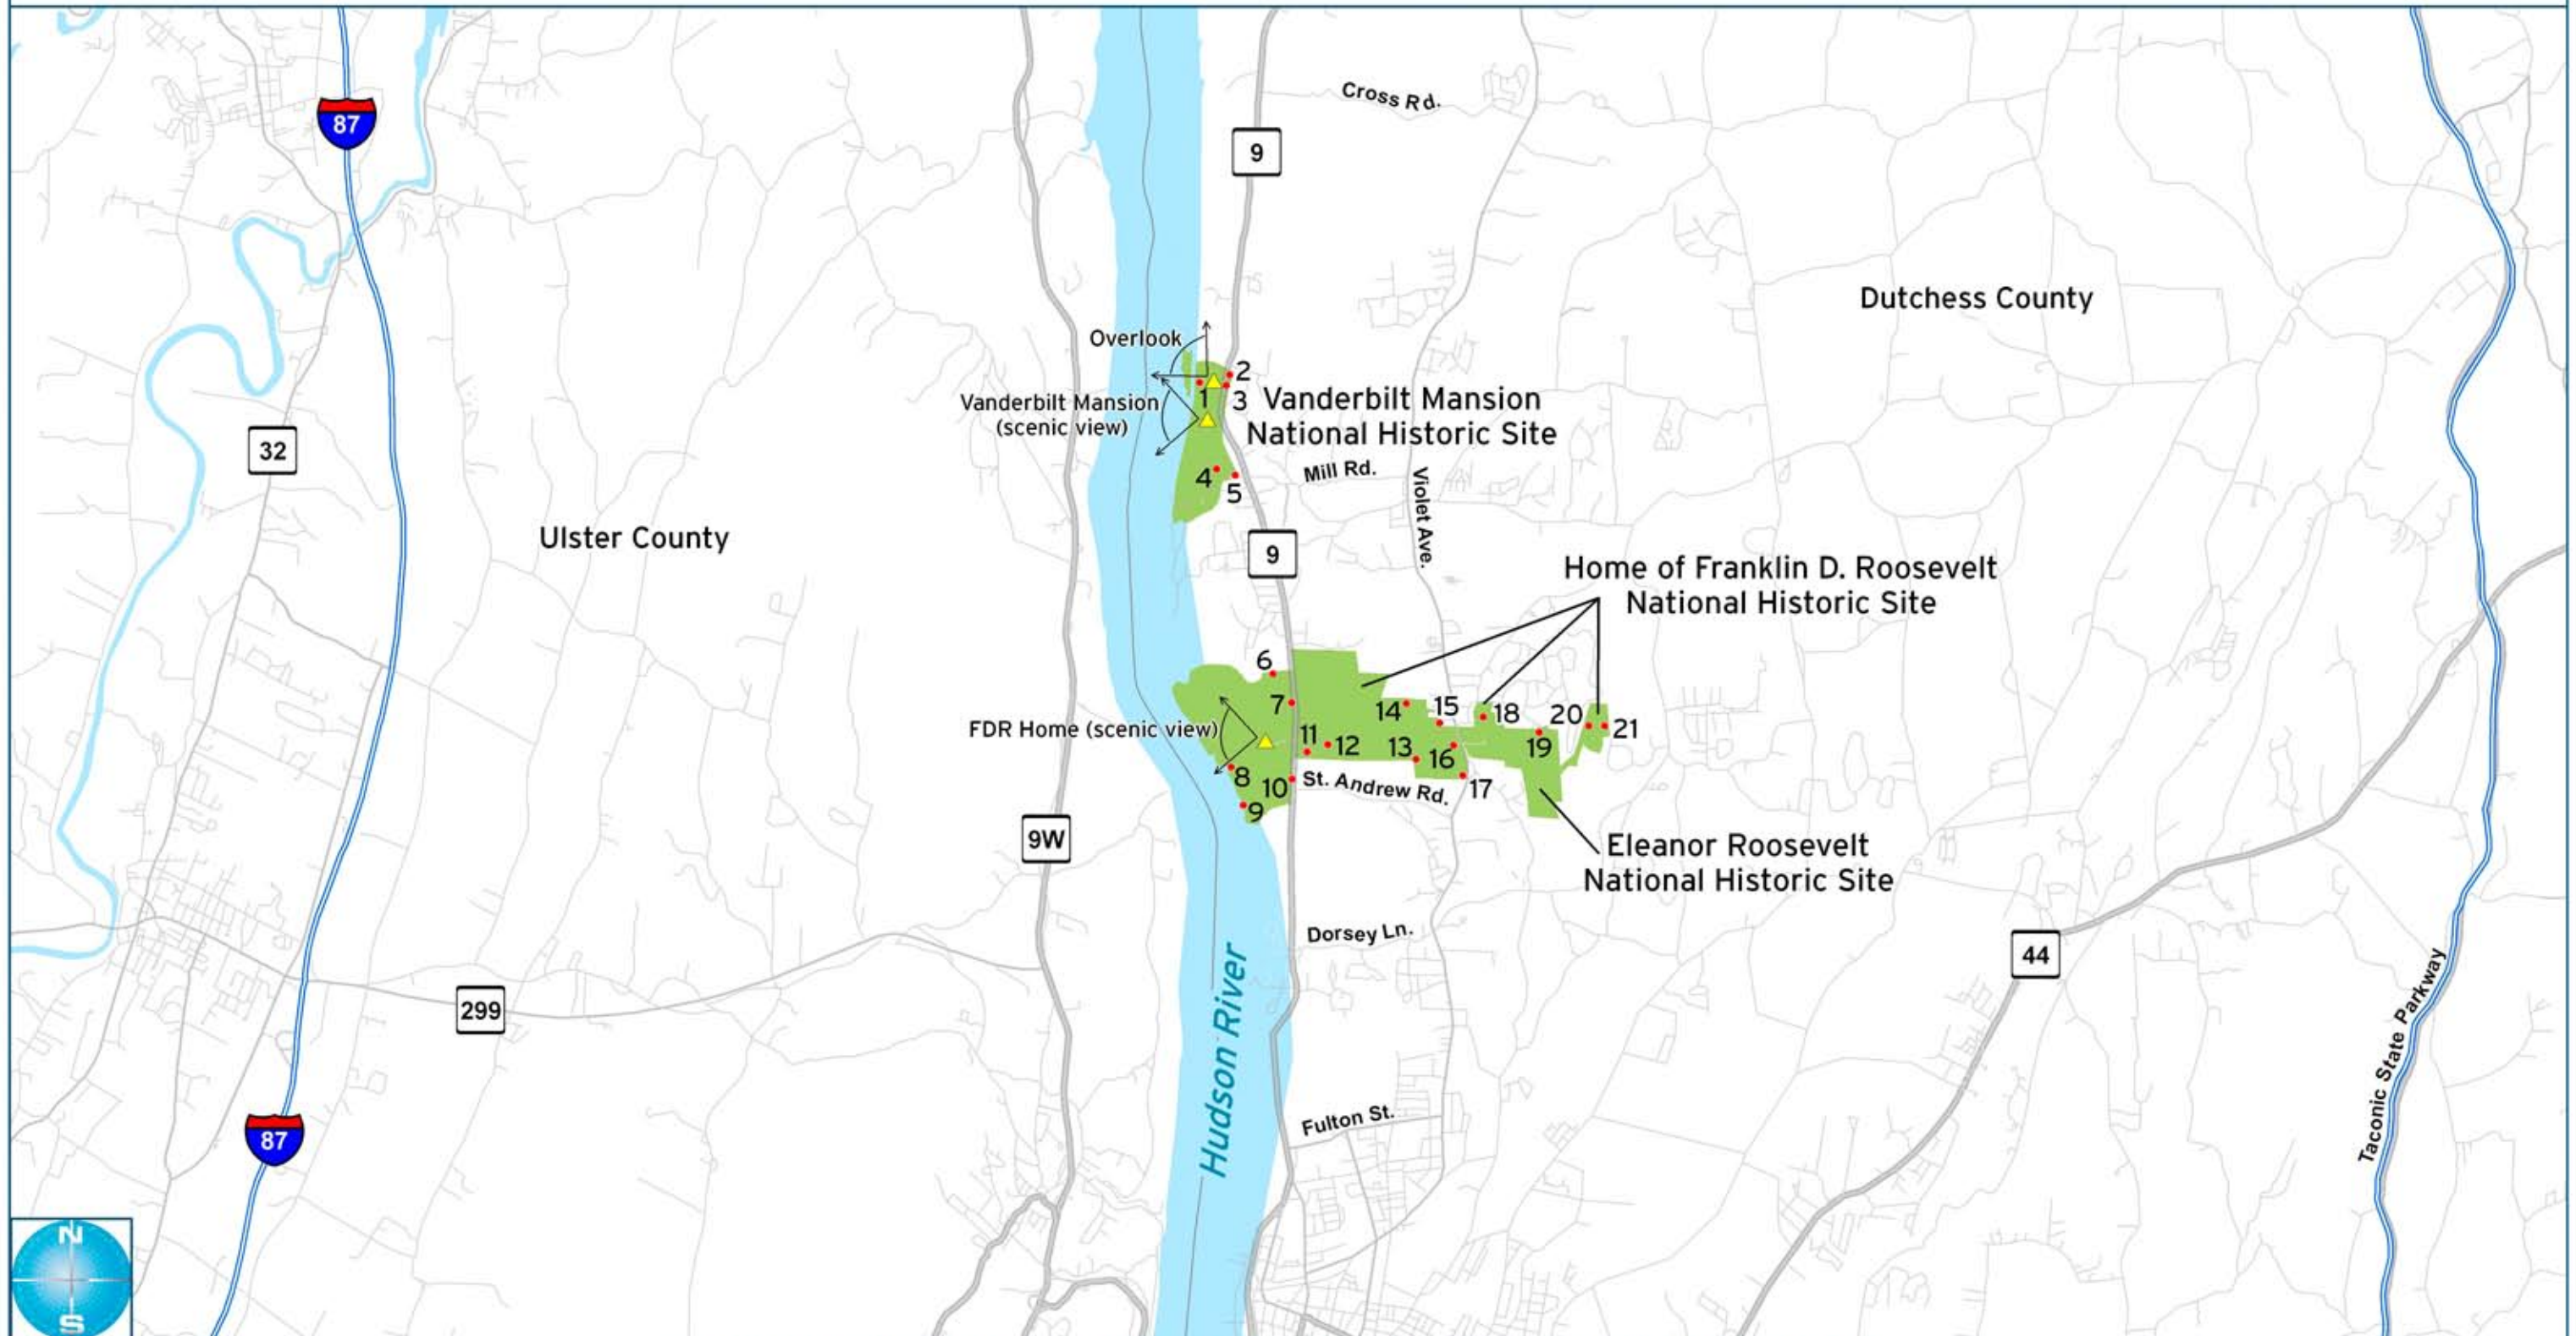 87
Cross Rd.
9
Dutchess County
Overlook
2
1
3
Vanderbilt Mansion
(scenic view)
Vanderbilt Mansion
National Historic Site
32
4
5
Mill Rd.
Violet Ave.
Ulster County
9
Home of Franklin D. Roosevelt
National Historic Site
6
7
14
15
18
20
21
FDR Home (scenic view)
11
12
13
16
19
8
10
St. Andrew Rd.
17
9
9W
Eleanor Roosevelt
National Historic Site
Dorsey Ln.
44
299
Hudson River
Taconic State Parkway
Fulton St.
87
N
S